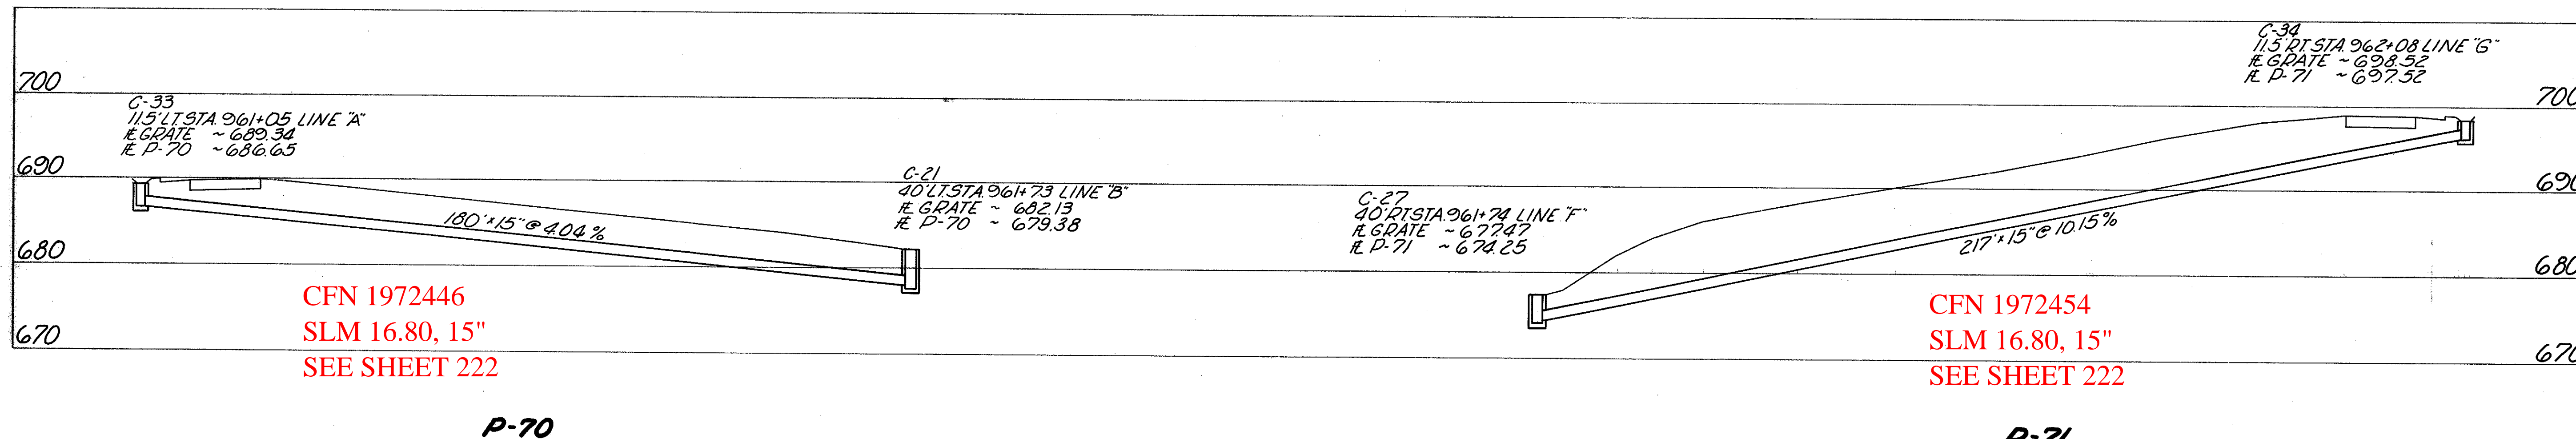 C-34
11.5' RT. STA. 962+08 LINE "G"
℄ GRATE ~ 698.52
℄ P-71 ~ 697.52
700
700
C-33
11.5' LT. STA. 961+05 LINE "A"
℄ GRATE ~ 689.34
℄ P-70 ~ 686.65
690
690
C-21
40' LT. STA. 961+73 LINE "B"
℄ GRATE ~ 682.13
℄ P-70 ~ 679.38
C-27
40' RT. STA. 961+74 LINE "F"
℄ GRATE ~ 677.47
℄ P-71 ~ 674.25
180' x 15" @ 4.04 %
217' x 15" @ 10.15%
680
680
CFN 1972446
SLM 16.80, 15"
SEE SHEET 222
CFN 1972454
SLM 16.80, 15"
SEE SHEET 222
670
670
P-70
P-71